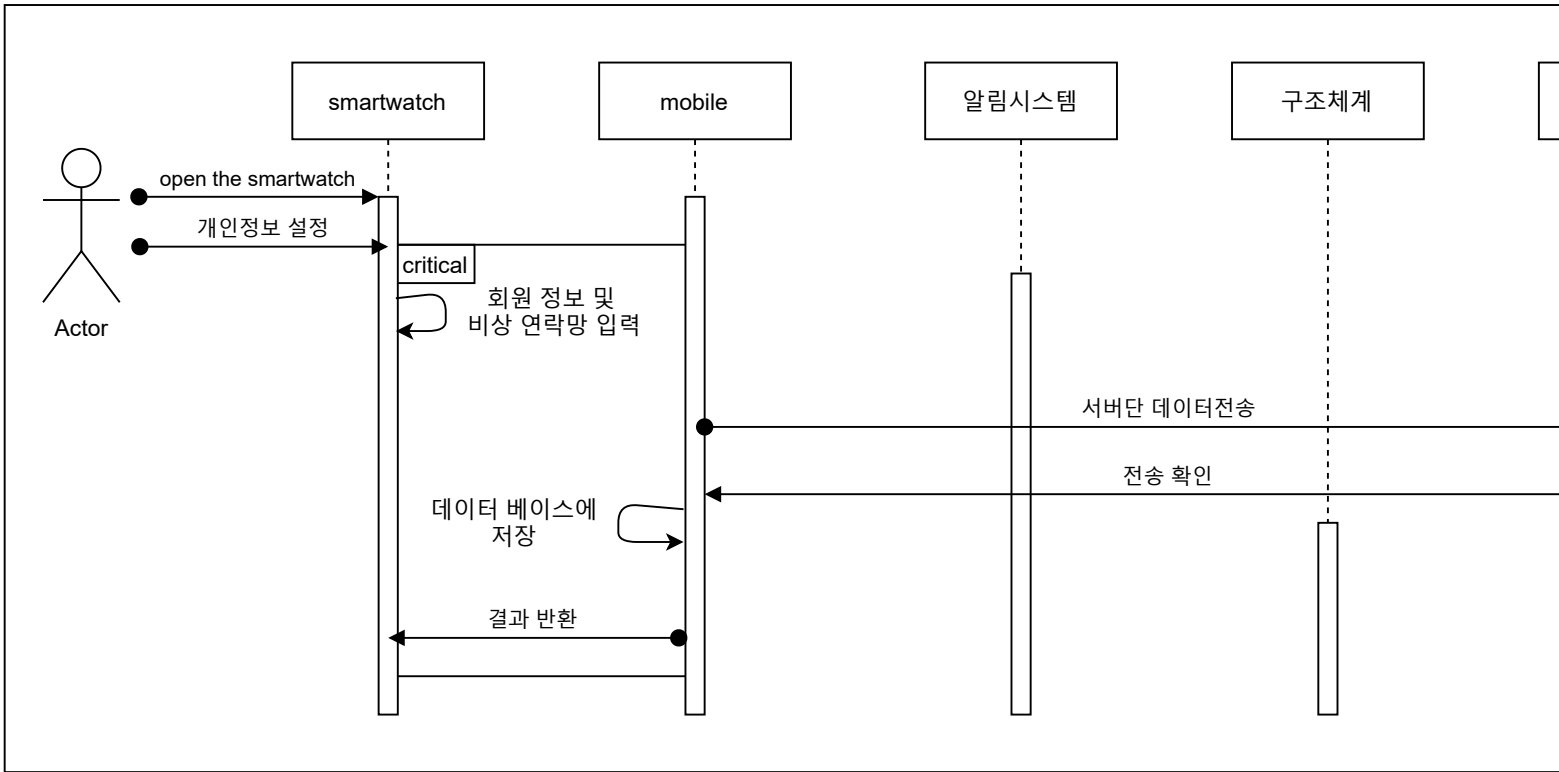 smartwatch
mobile
알림시스템
구조체계
open the smartwatch
개인정보 설정
critical
회원 정보 및
비상 연락망 입력
Actor
서버단 데이터전송
전송 확인
데이터 베이스에
저장
결과 반환